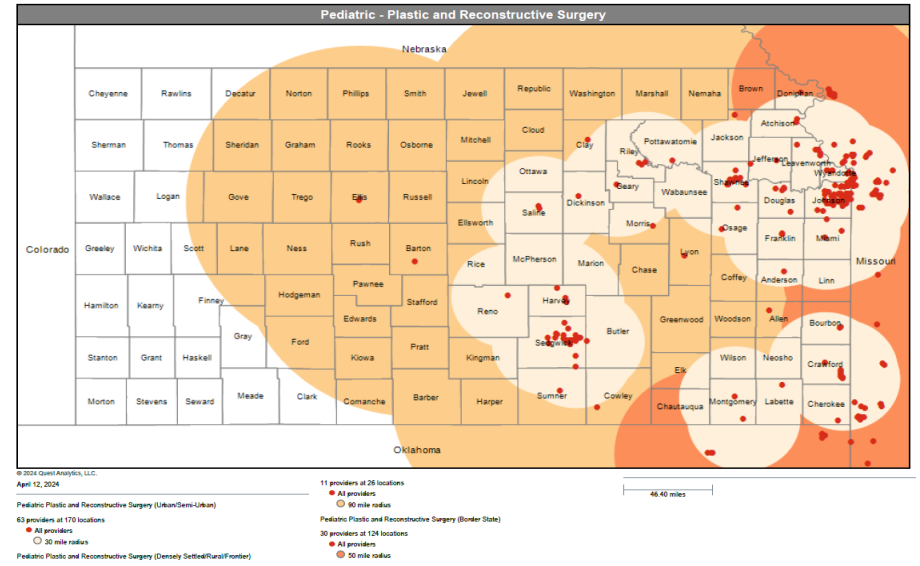 Pediatric - Plastic and Reconstructive Surgery
Nebraska
Cheyenne Rawlins Decatur Norton Phillips Smith Jewell Republic Washington Marshall Nemaha Brown Doniphan
Atchison
Sherman Thomas Sheridan Graham Rooks Osborne Mitchell Cloud Clay Riley Pottawatomie Jackson
Jefferson Leavenworth
Wyandotte
Wallace Logan Gove Trego Ellis Russell Lincoln Ottawa Saline Dickinson Geary Wabaunsee Shawnee Douglas Johnson
Colorado Greeley Wichita Scott Lane Ness Rush Barton Ellsworth Rice McPherson Marion Morris Chase Lyon Osage Franklin Miami Missouri
Hamilton Kearny Finney Hodgeman Pawnee Stafford Reno Harvey Coffey Anderson Linn
Gray Ford Edwards Sedgwick Butler Greenwood Woodson Allen Bourbon
Stanton Grant Haskell Kiowa Pratt Kingman Elk Wilson Neosho Crawford
Morton Stevens Seward Meade Clark Comanche Barber Harper Sumner Cowley Chautauqua Montgomery Labette Cherokee
Oklahoma
© 2024 Quest Analytics, LLC.
April 12, 2024
Pediatric Plastic and Reconstructive Surgery (Urban/Semi-Urban)
63 providers at 170 locations
All providers
30 mile radius
Pediatric Plastic and Reconstructive Surgery (Densely Settled/Rural/Frontier)
11 providers at 26 locations
All providers
90 mile radius
Pediatric Plastic and Reconstructive Surgery (Border State)
30 providers at 124 locations
All providers
50 mile radius
46.40 miles